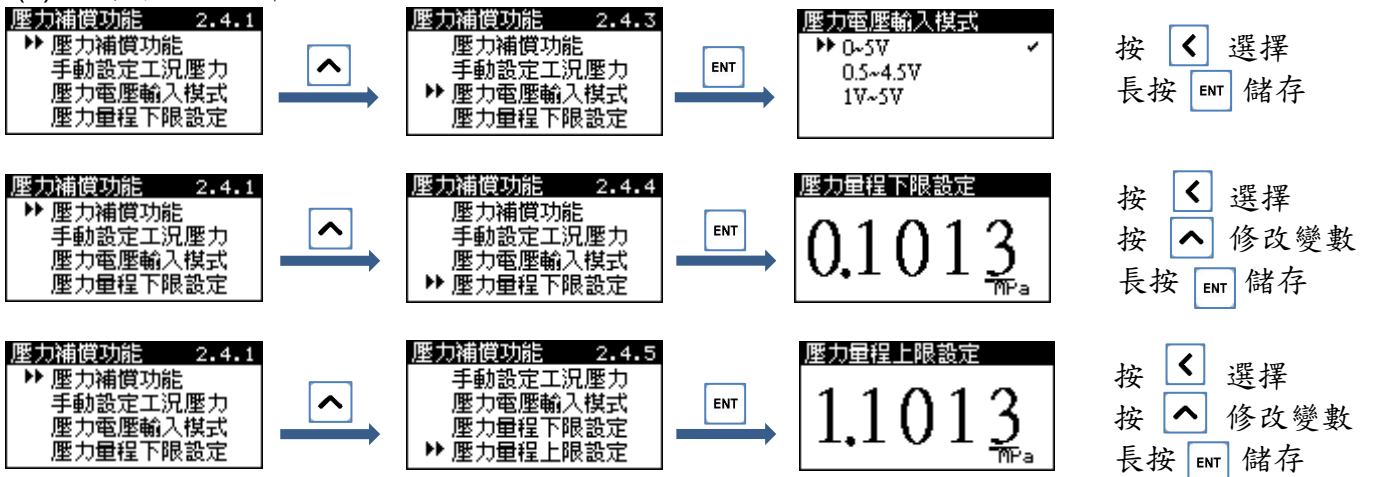 壓力補償功能 2.4.1
壓力補償功能
手動設定工況壓力
壓力電壓輸入模式
壓力量程下限設定
壓力補償功能 2.4.3
壓力補償功能
手動設定工況壓力
壓力電壓輸入模式
壓力量程下限設定
ENT
壓力電壓輸入模式
0~5V
0.5~4.5V
1V~5V
按 選擇
長按 ENT 儲存
壓力補償功能 2.4.1
壓力補償功能
手動設定工況壓力
壓力電壓輸入模式
壓力量程下限設定
壓力補償功能 2.4.4
壓力補償功能
手動設定工況壓力
壓力電壓輸入模式
壓力量程下限設定
ENT
壓力量程下限設定
0.1013
MPa
按 選擇
按 修改變數
長按 ENT 儲存
壓力補償功能 2.4.1
壓力補償功能
手動設定工況壓力
壓力電壓輸入模式
壓力量程下限設定
壓力補償功能 2.4.5
手動設定工況壓力
壓力電壓輸入模式
壓力量程下限設定
壓力量程上限設定
ENT
壓力量程上限設定
1.1013
MPa
按 選擇
按 修改變數
長按 ENT 儲存